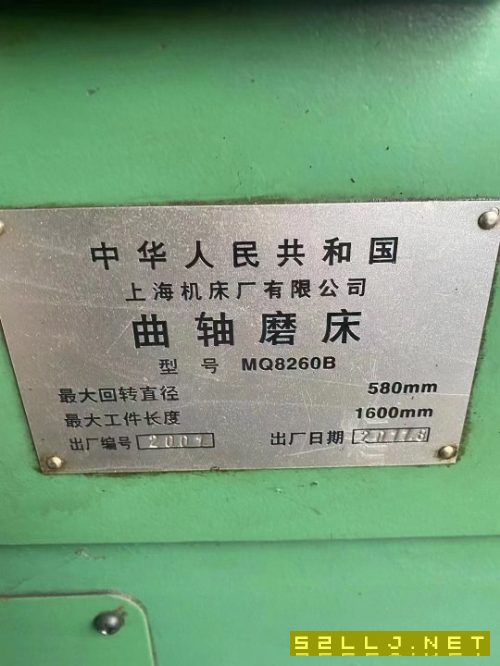 中华人民共和国
上海机床厂有限公司
曲轴磨床
型号 MQ8260B
最大回转直径 580mm
最大工件长度 1600mm
出厂编号 出厂日期
52LLJ.NET